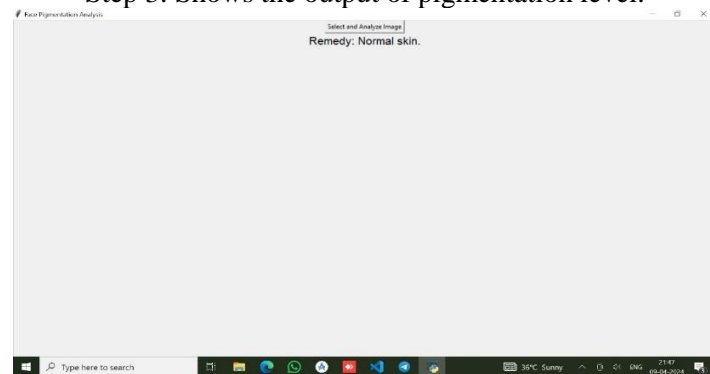 Step 3: Shows the output of pigmentation level.
Face Pigmentation Analysis
Select and Analyze Image
Remedy: Normal skin.
Type here to search
36°C Sunny
ENG
21:47
09-04-2024